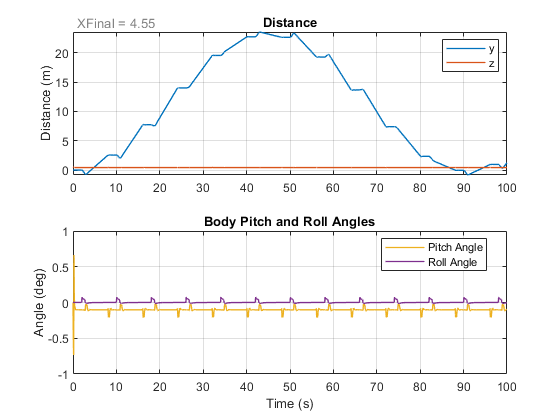 XFinal = 4.55
Distance
Distance (m)
20
15
10
5
0
y
z
0 10 20 30 40 50 60 70 80 90 100
Body Pitch and Roll Angles
Angle (deg)
1
0.5
0
-0.5
-1
Pitch Angle
Roll Angle
0 10 20 30 40 50 60 70 80 90 100
Time (s)